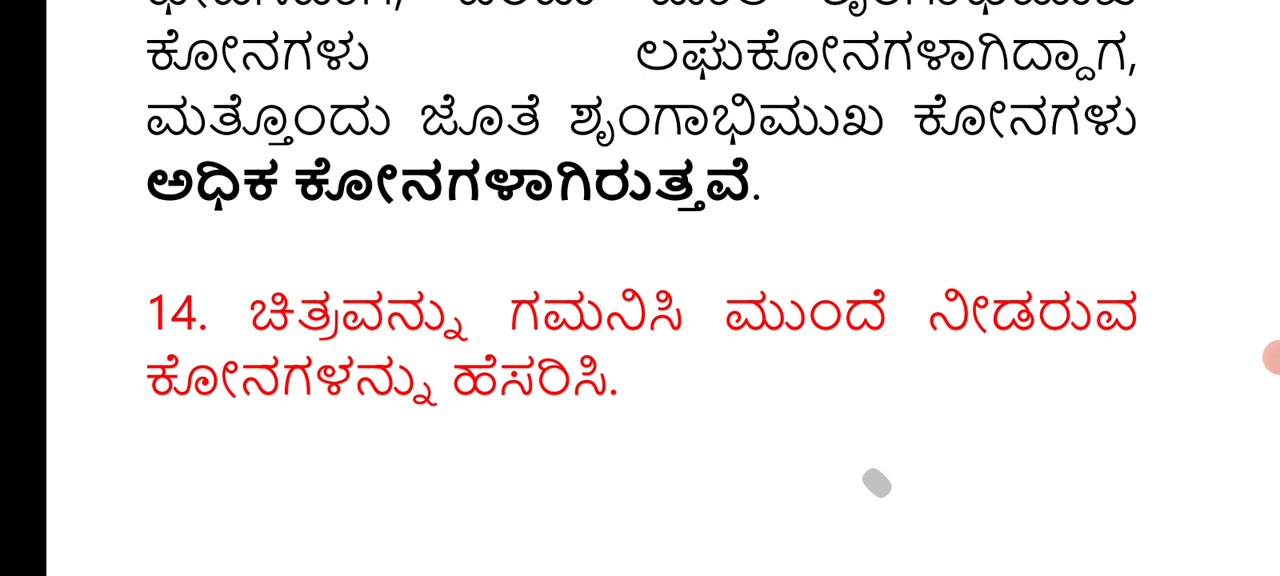 ಕೋನಗಳು ಲಘುಕೋನಗಳಾಗಿದ್ದಾಗ,
ಮತ್ತೊಂದು ಜೊತೆ ಶೃಂಗಾಭಿಮುಖ ಕೋನಗಳು
ಅಧಿಕ ಕೋನಗಳಾಗಿರುತ್ತವೆ.
14. ಚಿತ್ರವನ್ನು ಗಮನಿಸಿ ಮುಂದೆ ನೀಡರುವ
ಕೋನಗಳನ್ನು ಹೆಸರಿಸಿ.